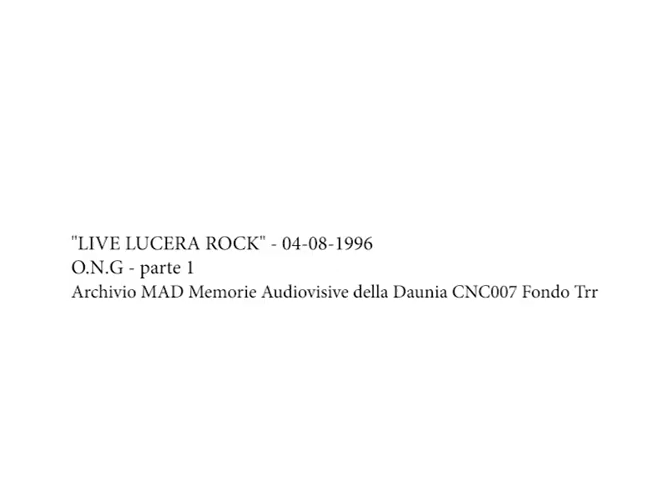 "LIVE LUCERA ROCK" - 04-08-1996
O.N.G - parte 1
Archivio MAD Memorie Audiovisive della Daunia CNC007 Fondo Trr